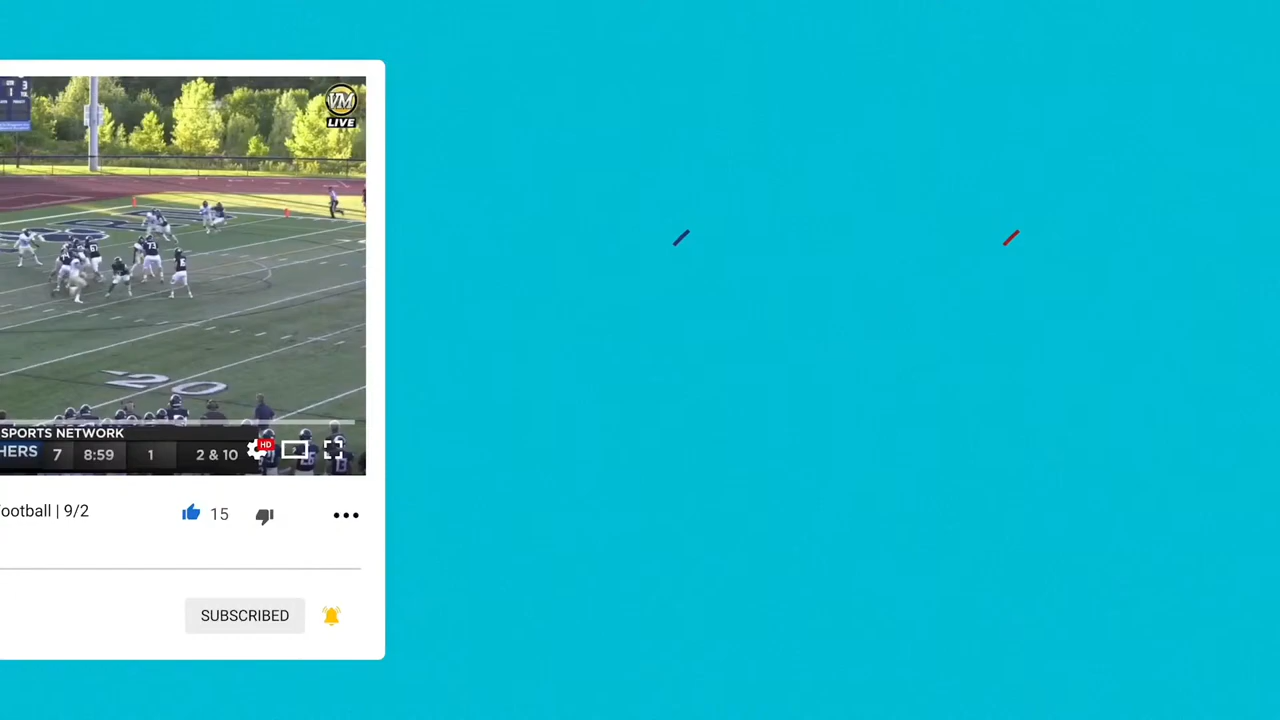 VM
LIVE
20
SPORTS NETWORK
HERS 7 8:59 1 2 & 10
HD
ootball | 9/2
15
SUBSCRIBED